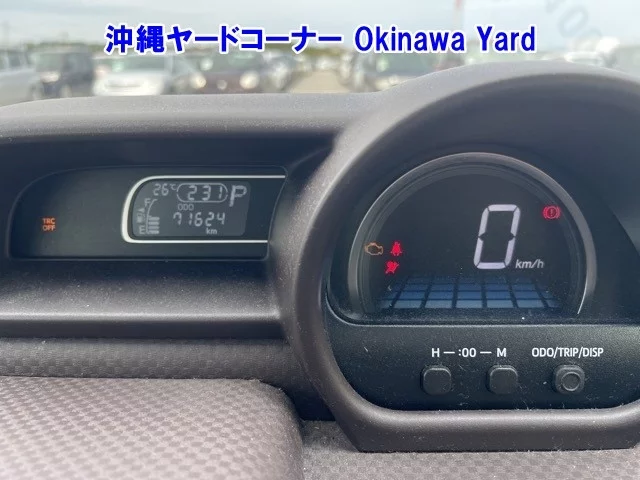 沖縄ヤードコーナー Okinawa Yard
26℃ 231 P
ODO
71624
km
F
E
TRC
OFF
0 km/h
H - :00 - M ODO/TRIP/DISP